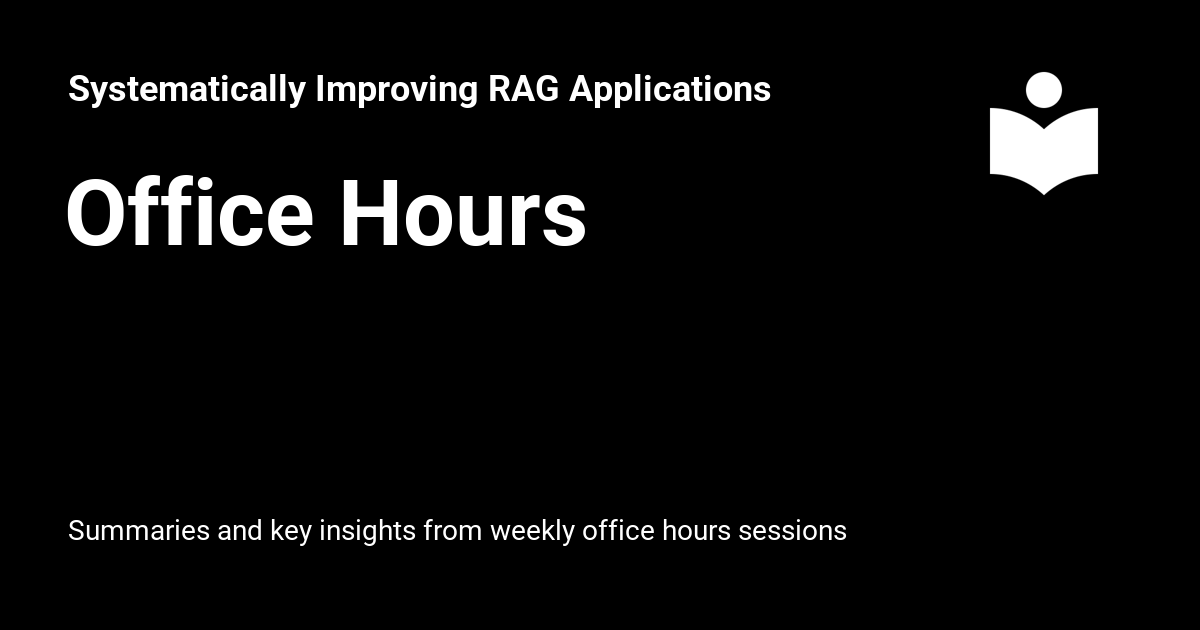 Systematically Improving RAG Applications
Office Hours
Summaries and key insights from weekly office hours sessions